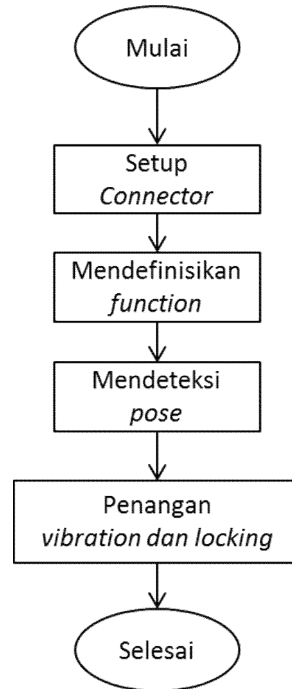 Mulai
Setup
Connector
Mendefinisikan
function
Mendeteksi
pose
Penangan
vibration dan locking
Selesai